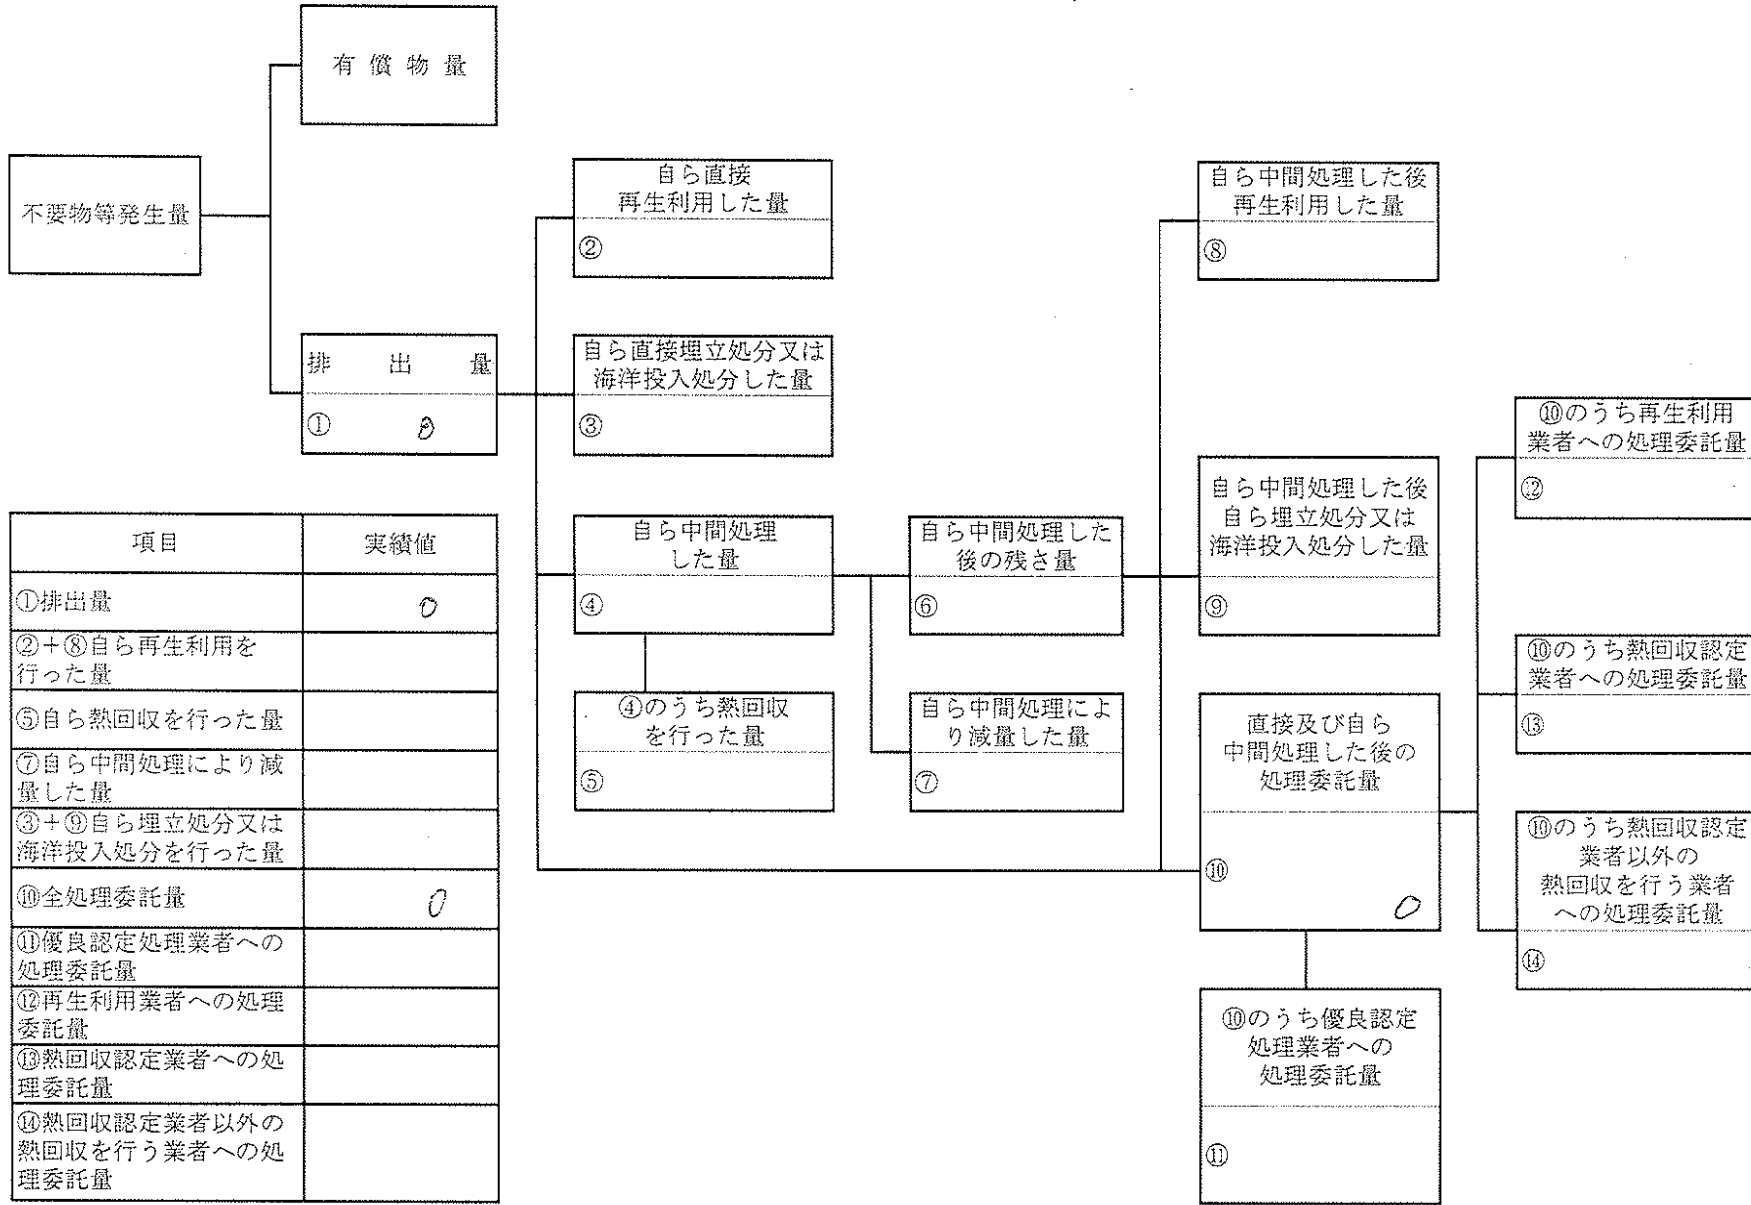 有償物量
不要物等発生量
排出量
① 0
自ら直接
再生利用した量
②
自ら直接埋立処分又は
海洋投入処分した量
③
自ら中間処理
した量
④
④のうち熱回収
を行った量
⑤
自ら中間処理した
後の残さ量
⑥
自ら中間処理によ
り減量した量
⑦
自ら中間処理した後
再生利用した量
⑧
自ら中間処理した後
自ら埋立処分又は
海洋投入処分した量
⑨
直接及び自ら
中間処理した後の
処理委託量
⑩
0
⑩のうち優良認定
処理業者への
処理委託量
⑪
⑩のうち再生利用
業者への処理委託量
⑫
⑩のうち熱回収認定
業者への処理委託量
⑬
⑩のうち熱回収認定
業者以外の
熱回収を行う業者
への処理委託量
⑭
項目 実績値
①排出量 0
②+⑧自ら再生利用を
行った量
⑤自ら熱回収を行った量
⑦自ら中間処理により減
量した量
③+⑨自ら埋立処分又は
海洋投入処分を行った量
⑩全処理委託量 0
⑪優良認定処理業者への
処理委託量
⑫再生利用業者への処理
委託量
⑬熱回収認定業者への処
理委託量
⑭熱回収認定業者以外の
熱回収を行う業者への処
理委託量